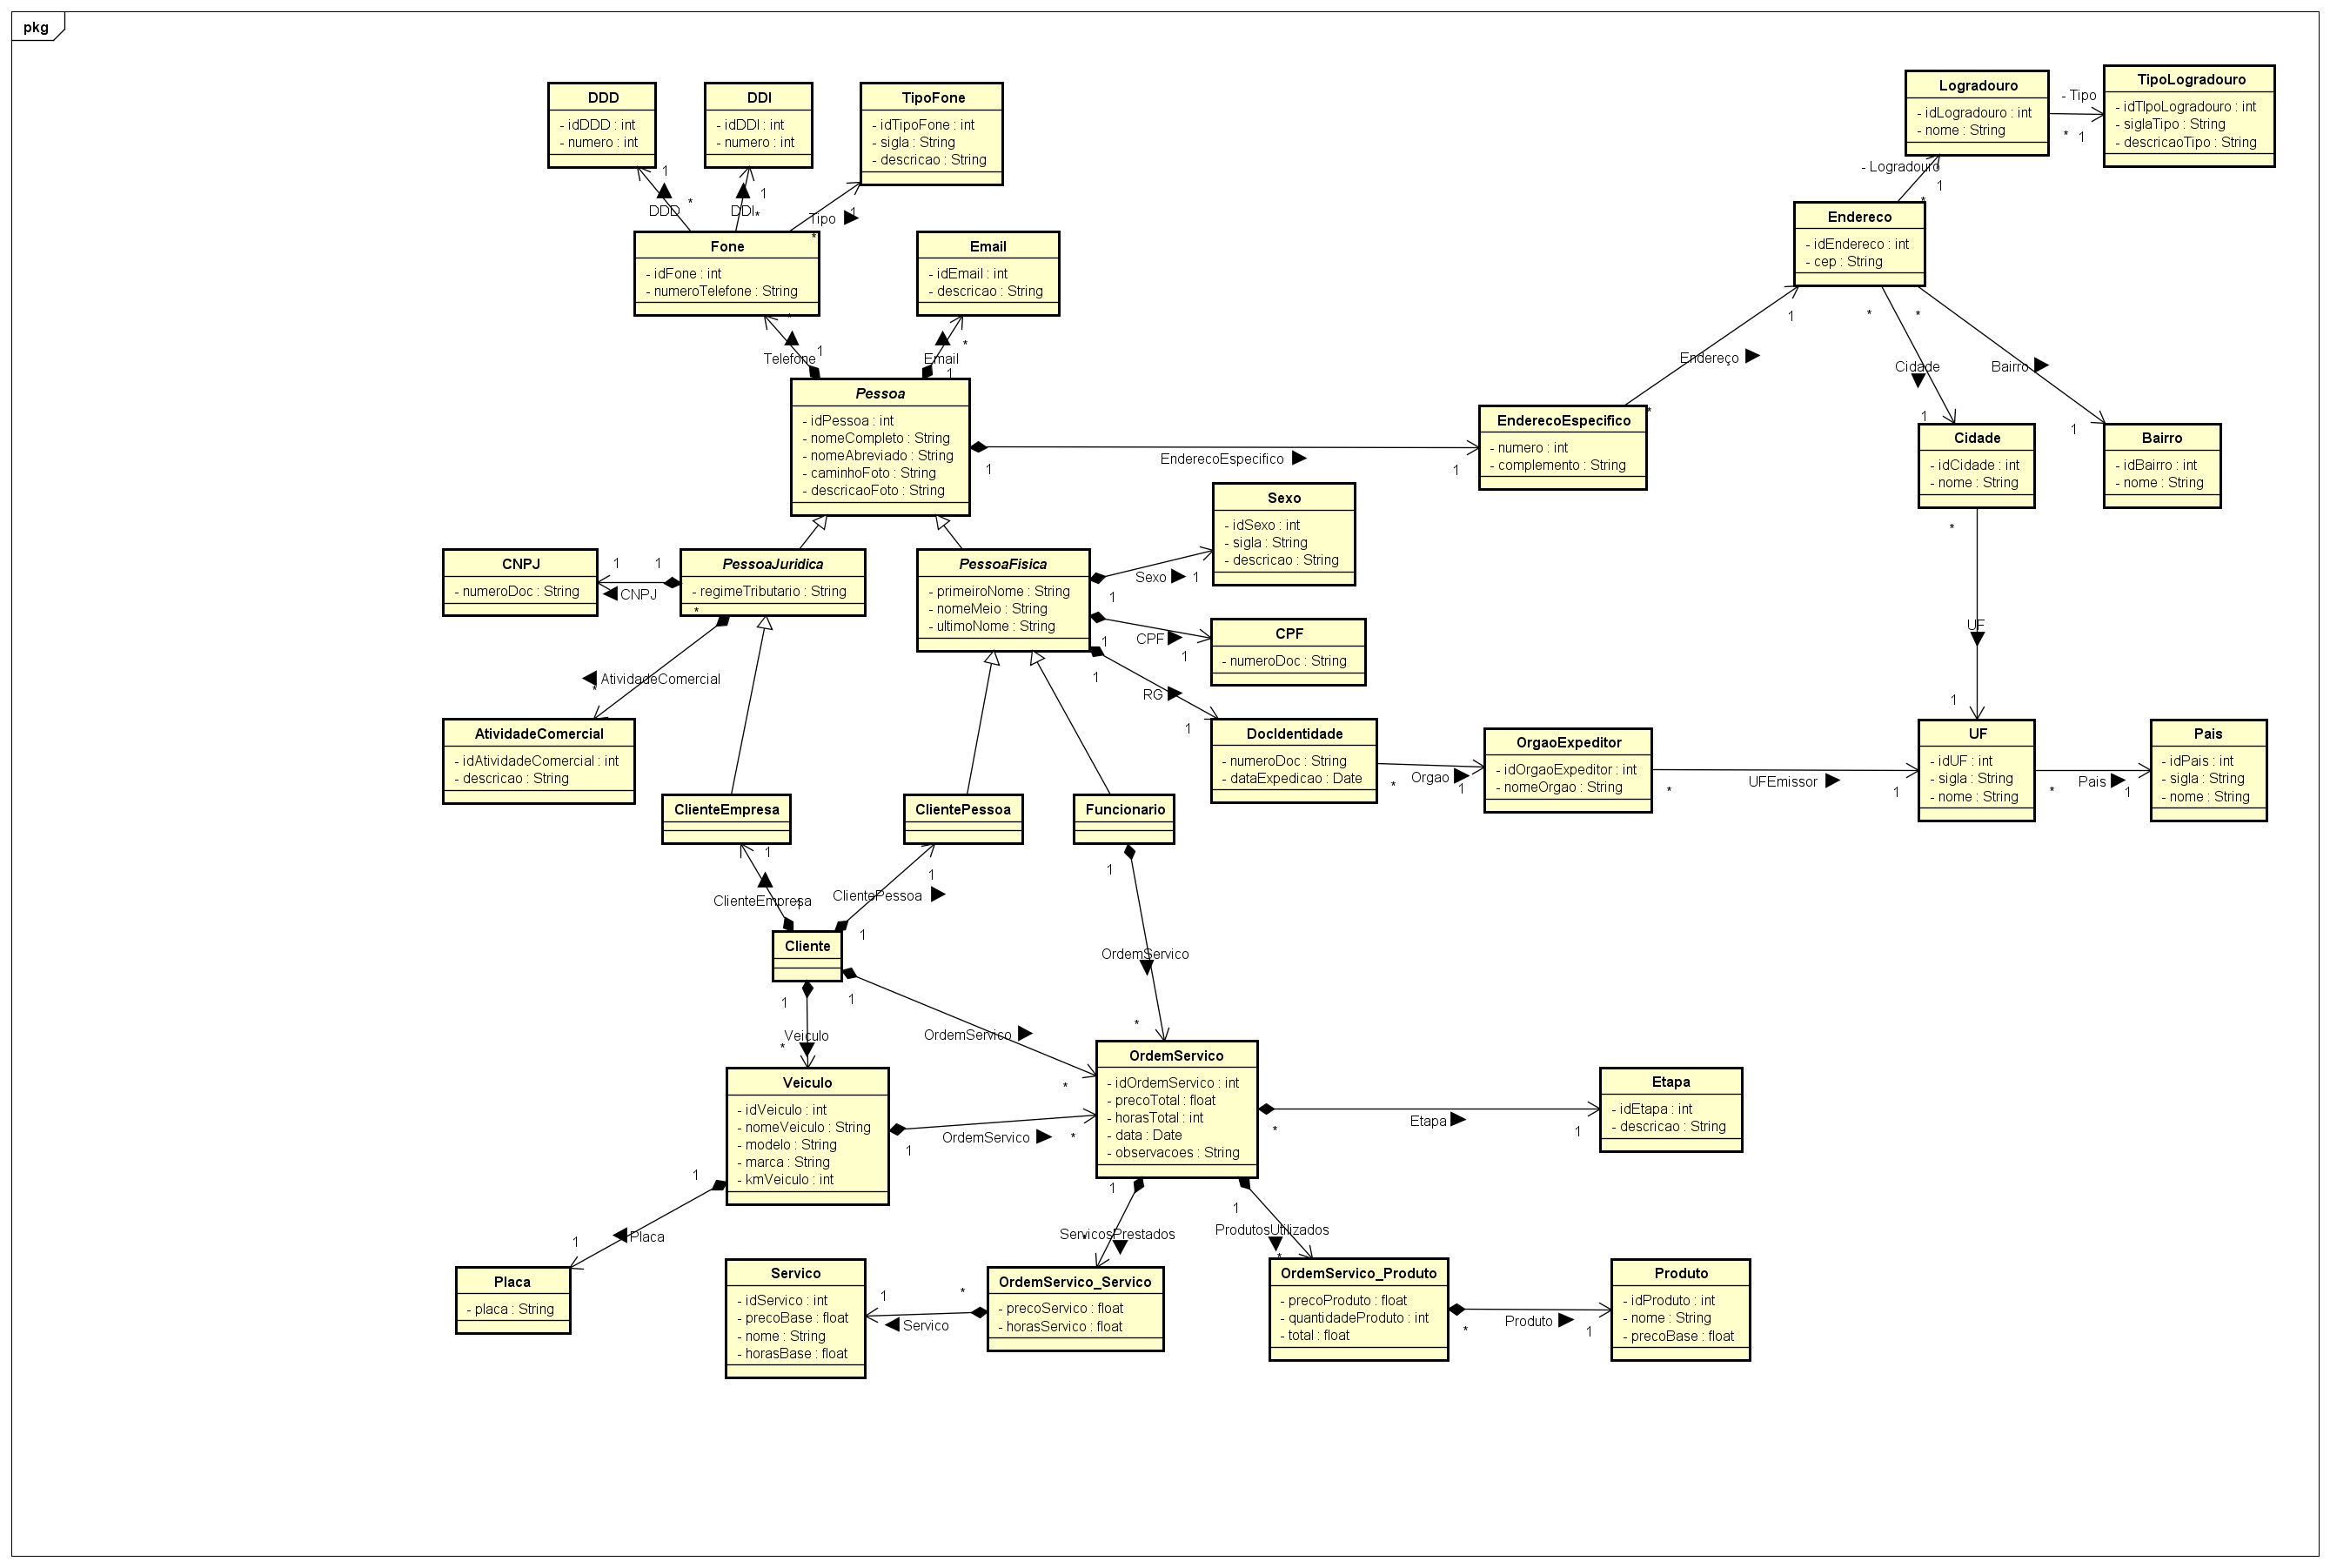 pkg
DDD
- idDDD : int
- numero : int
DDI
- idDDI : int
- numero : int
TipoFone
- idTipoFone : int
- sigla : String
- descricao : String
Logradouro
- idLogradouro : int
- nome : String
- Tipo
*
1
TipoLogradouro
- idTIpoLogradouro : int
- siglaTipo : String
- descricaoTipo : String
1
DDD
*
1
DDI
*
Tipo
1
*
- Logradouro
1
*
Fone
- idFone : int
- numeroTelefone : String
Email
- idEmail : int
- descricao : String
Endereco
- idEndereco : int
- cep : String
*
Telefone
1
*
Email
1
1
Endereço
*
*
*
Cidade
1
Bairro
1
Pessoa
- idPessoa : int
- nomeCompleto : String
- nomeAbreviado : String
- caminhoFoto : String
- descricaoFoto : String
1
EnderecoEspecifico
1
EnderecoEspecifico
- numero : int
- complemento : String
Cidade
- idCidade : int
- nome : String
Bairro
- idBairro : int
- nome : String
Sexo
- idSexo : int
- sigla : String
- descricao : String
CNPJ
- numeroDoc : String
1
1
CNPJ
PessoaJuridica
- regimeTributario : String
*
PessoaFisica
- primeiroNome : String
- nomeMeio : String
- ultimoNome : String
Sexo
1
1
CPF
1
1
CPF
- numeroDoc : String
*
UF
1
AtividadeComercial
*
RG
1
1
AtividadeComercial
- idAtividadeComercial : int
- descricao : String
DocIdentidade
- numeroDoc : String
- dataExpedicao : Date
Orgao
*
1
OrgaoExpeditor
- idOrgaoExpeditor : int
- nomeOrgao : String
UFEmissor
*
1
UF
- idUF : int
- sigla : String
- nome : String
Pais
*
1
Pais
- idPais : int
- sigla : String
- nome : String
ClienteEmpresa
ClientePessoa
Funcionario
1
ClienteEmpresa
1
1
ClientePessoa
1
1
OrdemServico
*
Cliente
1
Veiculo
*
1
OrdemServico
*
Veiculo
- idVeiculo : int
- nomeVeiculo : String
- modelo : String
- marca : String
- kmVeiculo : int
OrdemServico
1
*
OrdemServico
- idOrdemServico : int
- precoTotal : float
- horasTotal : int
- data : Date
- observacoes : String
*
Etapa
1
Etapa
- idEtapa : int
- descricao : String
1
Placa
1
1
ServicosPrestados
*
1
ProdutosUtilizados
*
Placa
- placa : String
Servico
- idServico : int
- precoBase : float
- nome : String
- horasBase : float
1
*
Servico
OrdemServico_Servico
- precoServico : float
- horasServico : float
OrdemServico_Produto
- precoProduto : float
- quantidadeProduto : int
- total : float
*
Produto
1
Produto
- idProduto : int
- nome : String
- precoBase : float